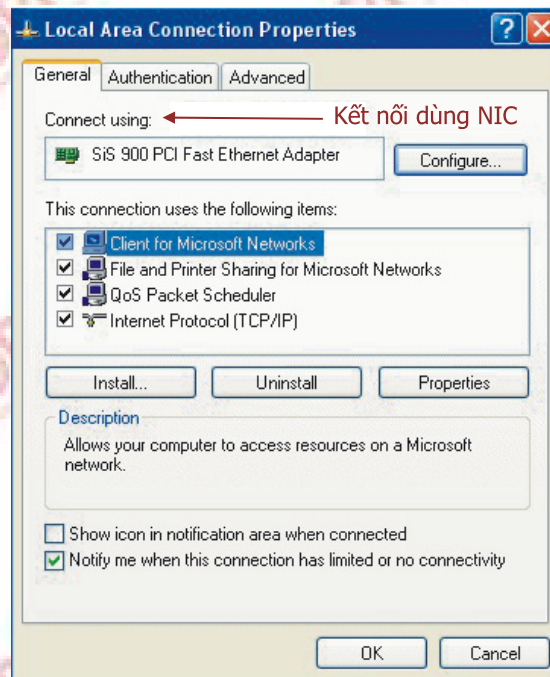 Local Area Connection Properties
General Authentication Advanced
Connect using: Kết nối dùng NIC
SiS 900 PCI Fast Ethernet Adapter Configure...
This connection uses the following items:
Client for Microsoft Networks
File and Printer Sharing for Microsoft Networks
QoS Packet Scheduler
Internet Protocol (TCP/IP)
Install... Uninstall Properties
Description
Allows your computer to access resources on a Microsoft
network.
Show icon in notification area when connected
Notify me when this connection has limited or no connectivity
OK Cancel